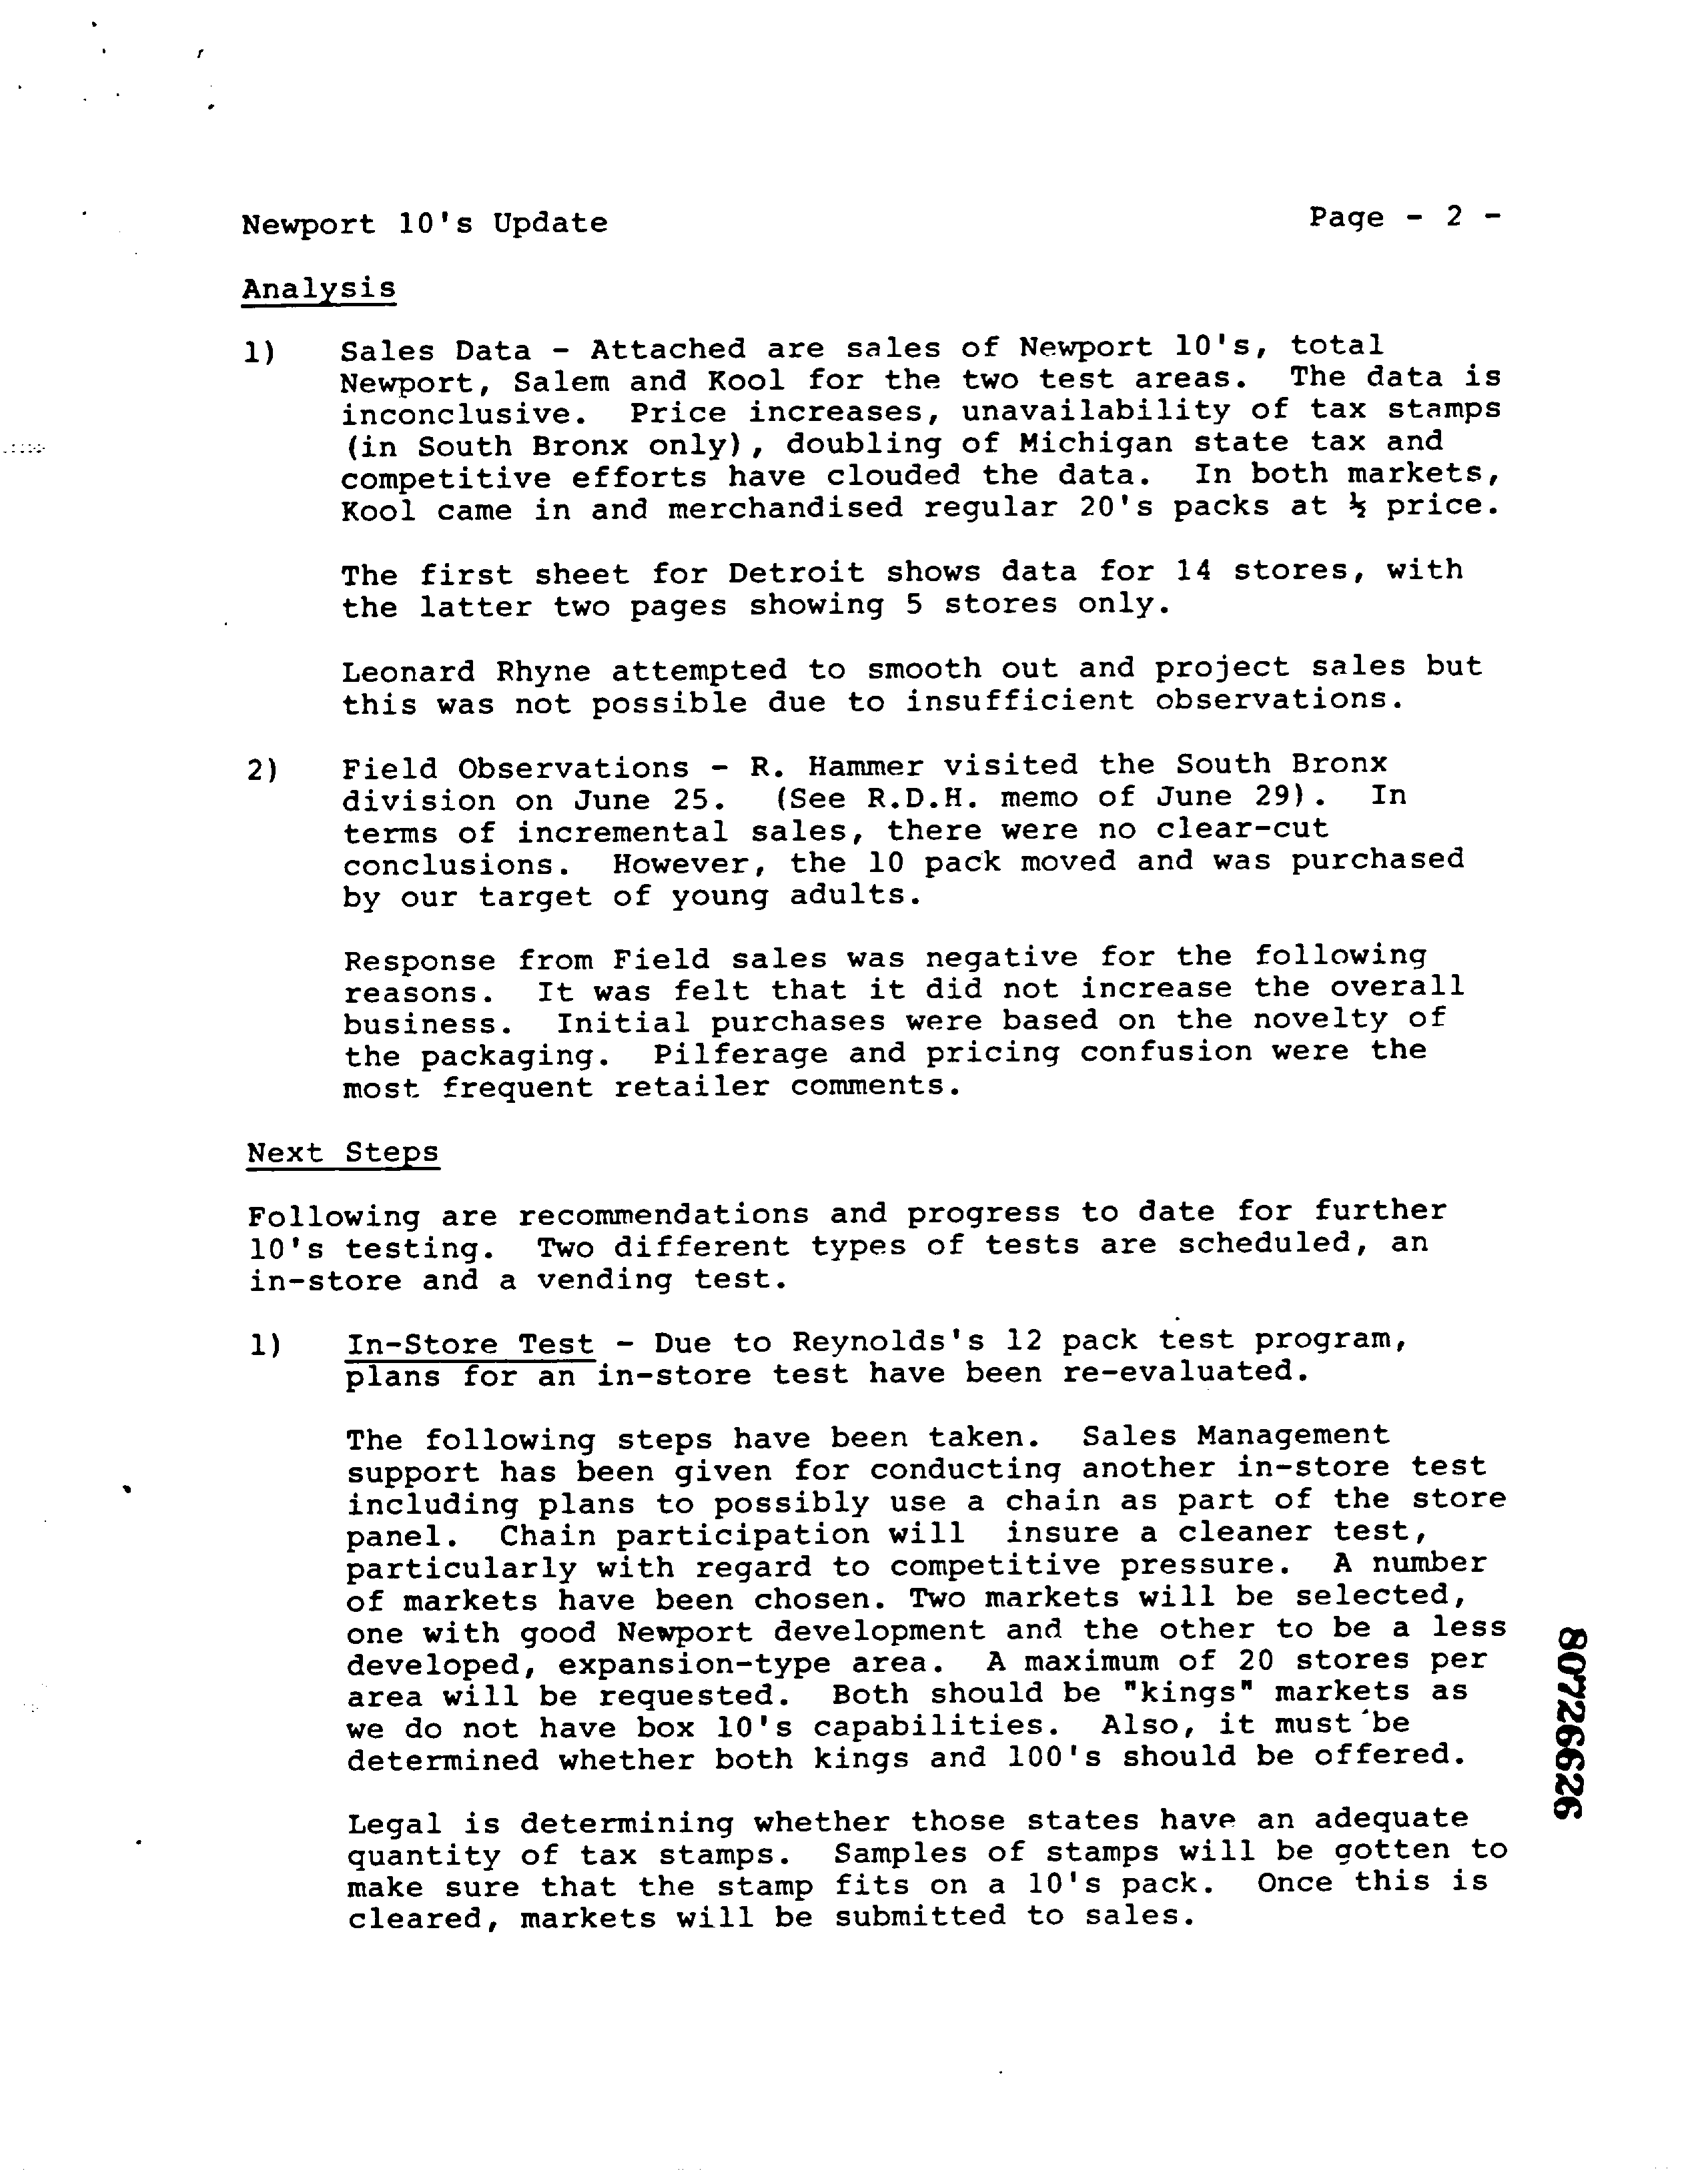 Newport 10's Update Page - 2 -
Analysis
1) Sales Data - Attached are sales of Newport 10's, total
Newport, Salem and Kool for the two test areas. The data is
inconclusive. Price increases, unavailability of tax stamps
(in South Bronx only), doubling of Michigan state tax and
competitive efforts have clouded the data. In both markets,
Kool came in and merchandised regular 20's packs at ½ price.
The first sheet for Detroit shows data for 14 stores, with
the latter two pages showing 5 stores only.
Leonard Rhyne attempted to smooth out and project sales but
this was not possible due to insufficient observations.
2) Field Observations - R. Hammer visited the South Bronx
division on June 25. (See R.D.H. memo of June 29). In
terms of incremental sales, there were no clear-cut
conclusions. However, the 10 pack moved and was purchased
by our target of young adults.
Response from Field sales was negative for the following
reasons. It was felt that it did not increase the overall
business. Initial purchases were based on the novelty of
the packaging. Pilferage and pricing confusion were the
most frequent retailer comments.
Next Steps
Following are recommendations and progress to date for further
10's testing. Two different types of tests are scheduled, an
in-store and a vending test.
1) In-Store Test - Due to Reynolds's 12 pack test program,
plans for an in-store test have been re-evaluated.
The following steps have been taken. Sales Management
support has been given for conducting another in-store test
including plans to possibly use a chain as part of the store
panel. Chain participation will insure a cleaner test,
particularly with regard to competitive pressure. A number
of markets have been chosen. Two markets will be selected,
one with good Newport development and the other to be a less
developed, expansion-type area. A maximum of 20 stores per
area will be requested. Both should be "kings" markets as
we do not have box 10's capabilities. Also, it must be
determined whether both kings and 100's should be offered.
Legal is determining whether those states have an adequate
quantity of tax stamps. Samples of stamps will be gotten to
make sure that the stamp fits on a 10's pack. Once this is
cleared, markets will be submitted to sales.
80726626